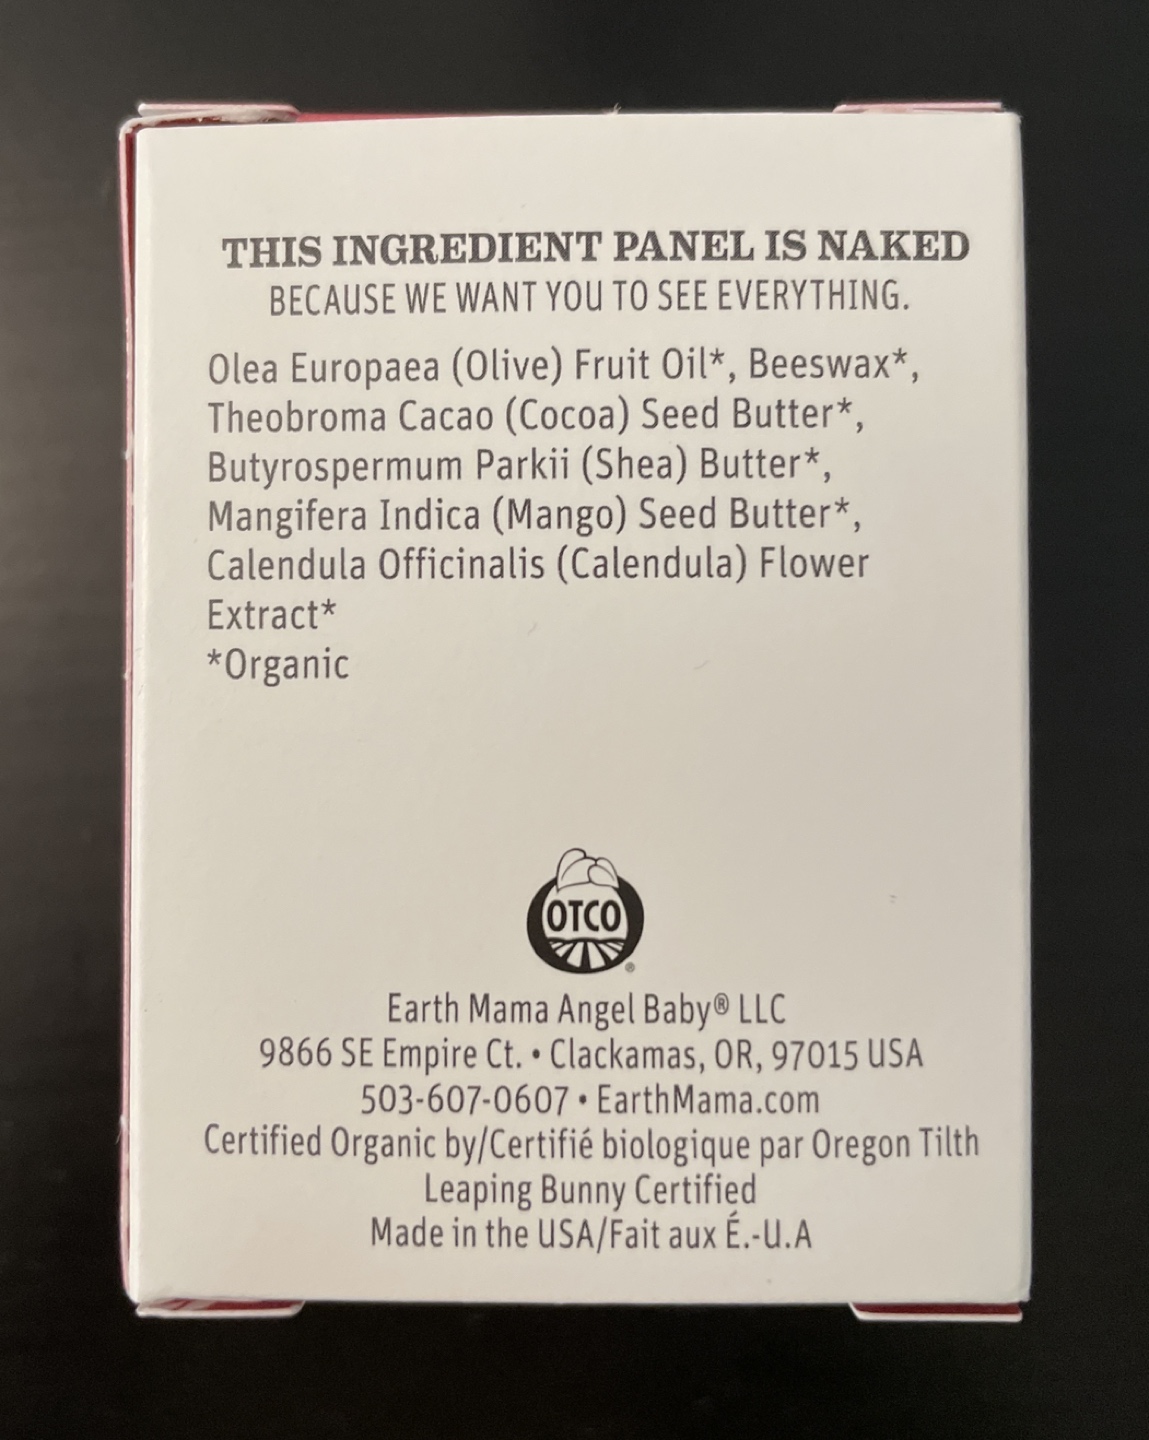 THIS INGREDIENT PANEL IS NAKED
BECAUSE WE WANT YOU TO SEE EVERYTHING.
Olea Europaea (Olive) Fruit Oil*, Beeswax*,
Theobroma Cacao (Cocoa) Seed Butter*,
Butyrospermum Parkii (Shea) Butter*,
Mangifera Indica (Mango) Seed Butter*,
Calendula Officinalis (Calendula) Flower
Extract*
*Organic
OTCO
®
Earth Mama Angel Baby® LLC
9866 SE Empire Ct. • Clackamas, OR, 97015 USA
503-607-0607 • EarthMama.com
Certified Organic by/Certifié biologique par Oregon Tilth
Leaping Bunny Certified
Made in the USA/Fait aux É.-U.A